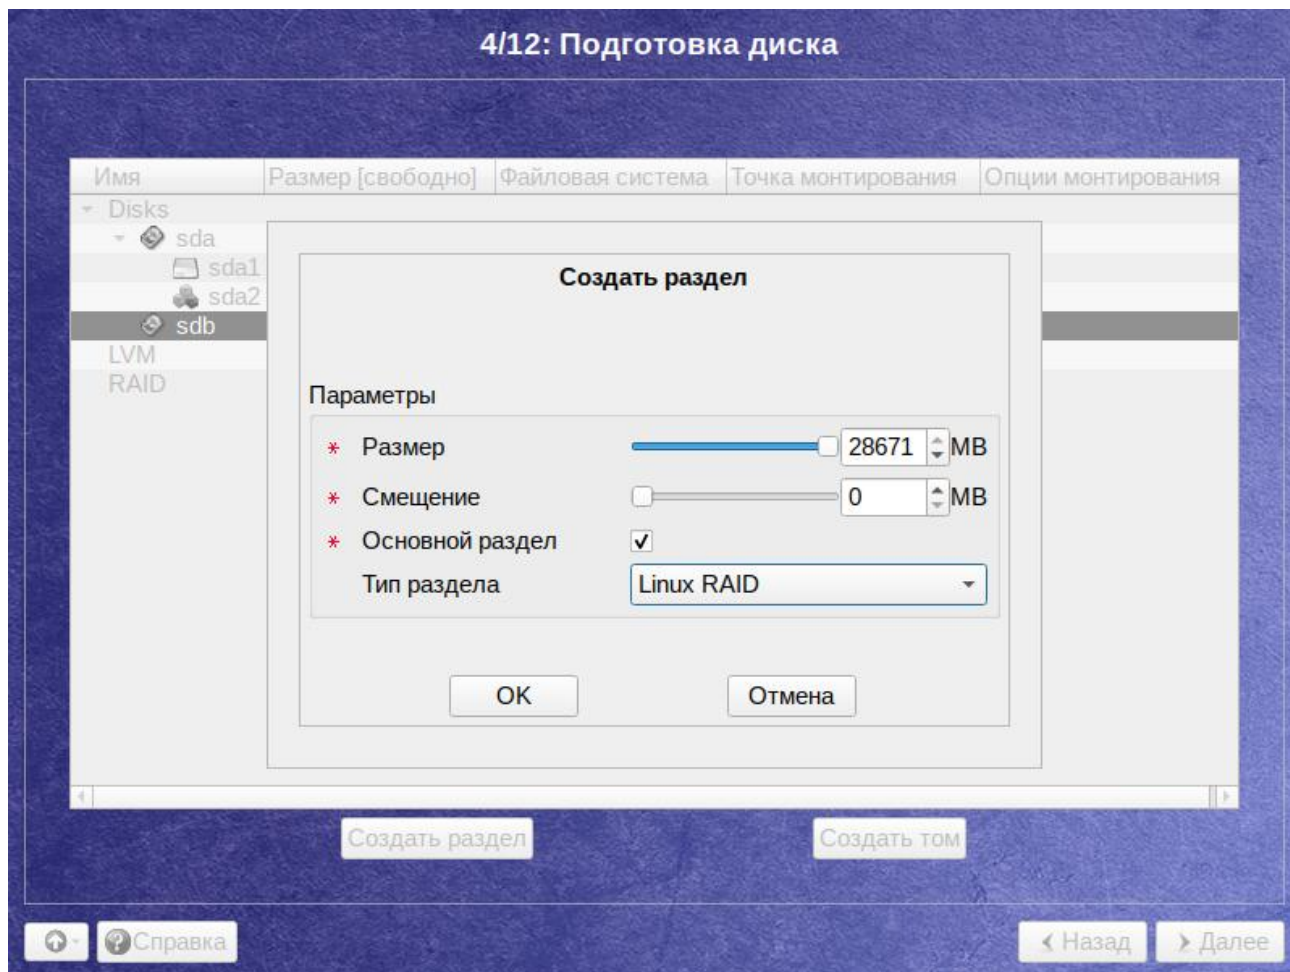 4/12: Подготовка диска
Имя Размер [свободно] Файловая система Точка монтирования Опции монтирования
Disks
sda
sda1
sda2
sdb
LVM
RAID
Создать раздел
Параметры
* Размер 28671 MB
* Смещение 0 MB
* Основной раздел
Тип раздела Linux RAID
OK Отмена
Создать раздел Создать том
Справка Назад Далее